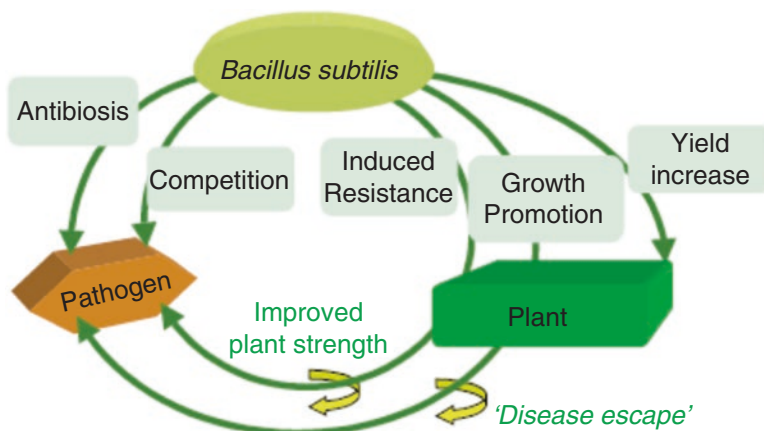 Bacillus subtilis
Antibiosis
Competition
Induced
Resistance
Growth
Promotion
Yield
increase
Pathogen
Plant
Improved
plant strength
'Disease escape'